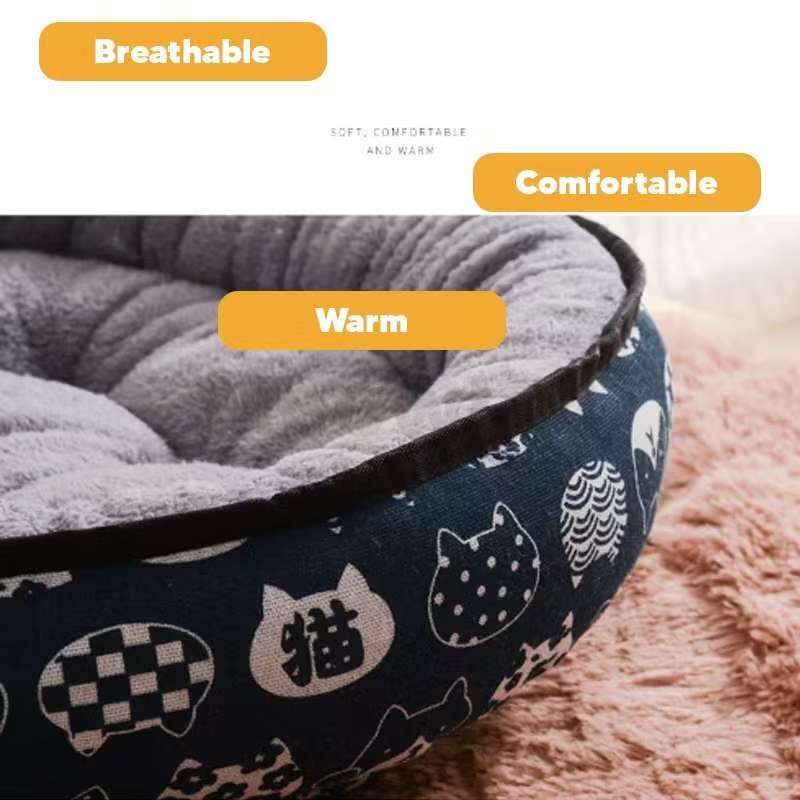 Breathable
SOFT, COMFORTABLE
AND WARM
Comfortable
Warm
猫